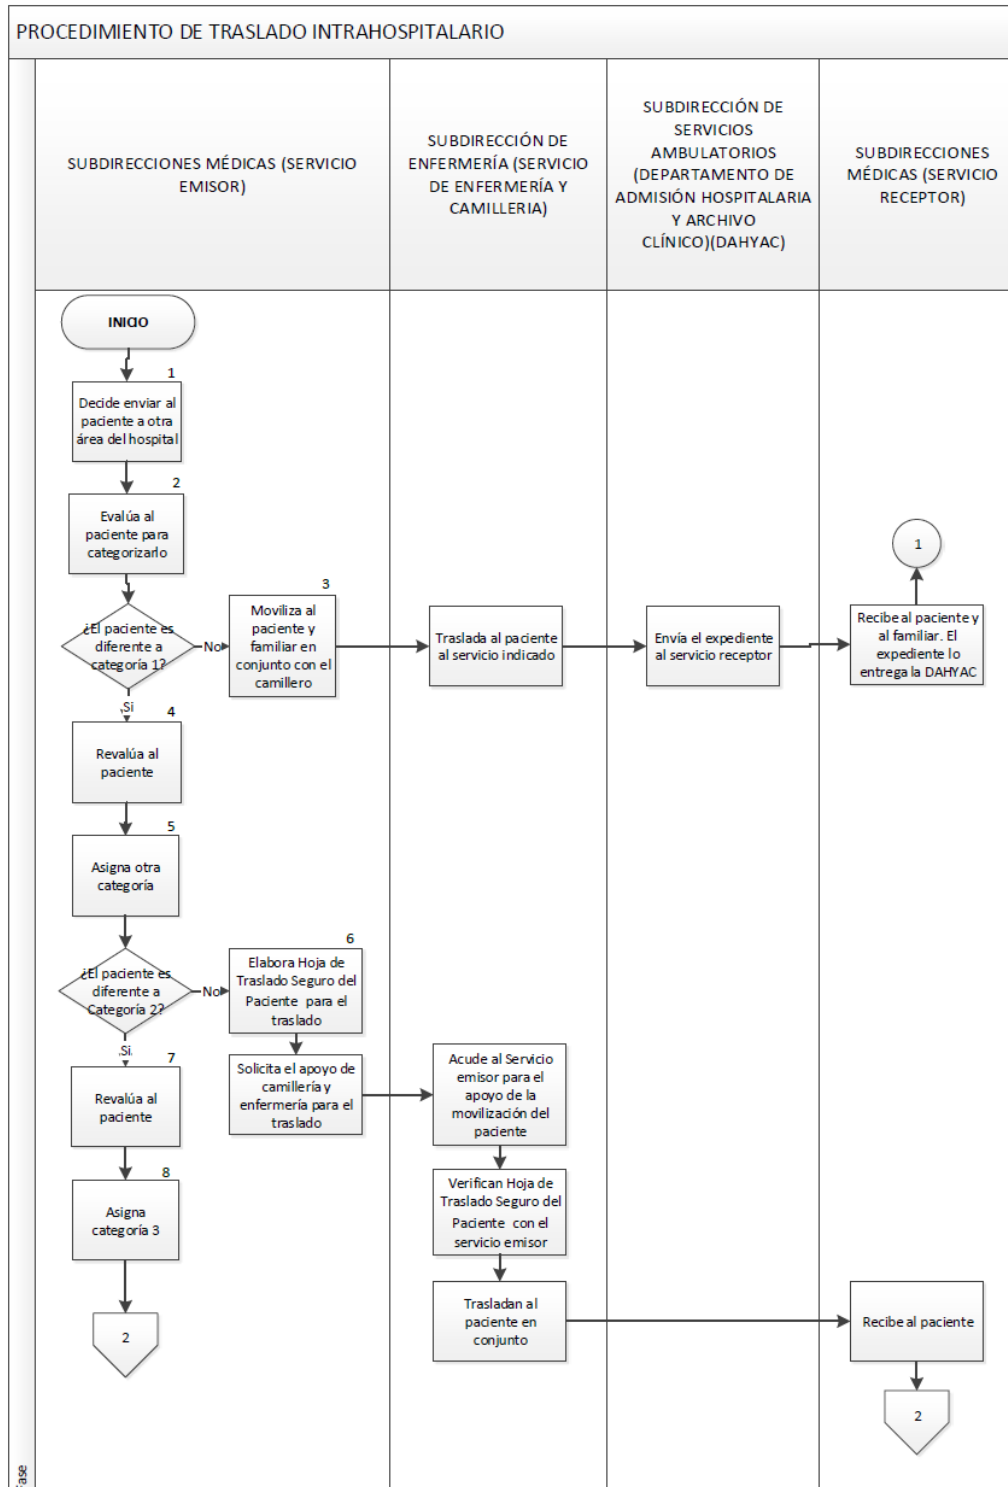 PROCEDIMIENTO DE TRASLADO INTRAHOSPITALARIO
SUBDIRECCIONES MÉDICAS (SERVICIO
EMISOR)
SUBDIRECCIÓN DE
ENFERMERÍA (SERVICIO
DE ENFERMERÍA Y
CAMILLERIA)
SUBDIRECCIÓN DE
SERVICIOS
AMBULATORIOS
(DEPARTAMENTO DE
ADMISIÓN HOSPITALARIA
Y ARCHIVO
CLÍNICO)(DAHYAC)
SUBDIRECCIONES
MÉDICAS (SERVICIO
RECEPTOR)
INICIO
1
Decide enviar al
paciente a otra
área del hospital
2
Evalúa al
paciente para
categorizarlo
¿El paciente es
diferente a
categoría 1?
No
3
Moviliza al
paciente y
familiar en
conjunto con el
camillero
Traslada al paciente
al servicio indicado
Envía el expediente
al servicio receptor
Recibe al paciente y
al familiar. El
expediente lo
entrega la DAHYAC
1
Si
4
Revalúa al
paciente
5
Asigna otra
categoría
¿El paciente es
diferente a
Categoría 2?
No
6
Elabora Hoja de
Traslado Seguro del
Paciente para el
traslado
Solicita el apoyo de
camillería y
enfermería para el
traslado
Acude al Servicio
emisor para el
apoyo de la
movilización del
paciente
Verifican Hoja de
Traslado Seguro del
Paciente con el
servicio emisor
Trasladan al
paciente en
conjunto
Recibe al paciente
2
Si
7
Revalúa al
paciente
8
Asigna
categoría 3
2
Fase